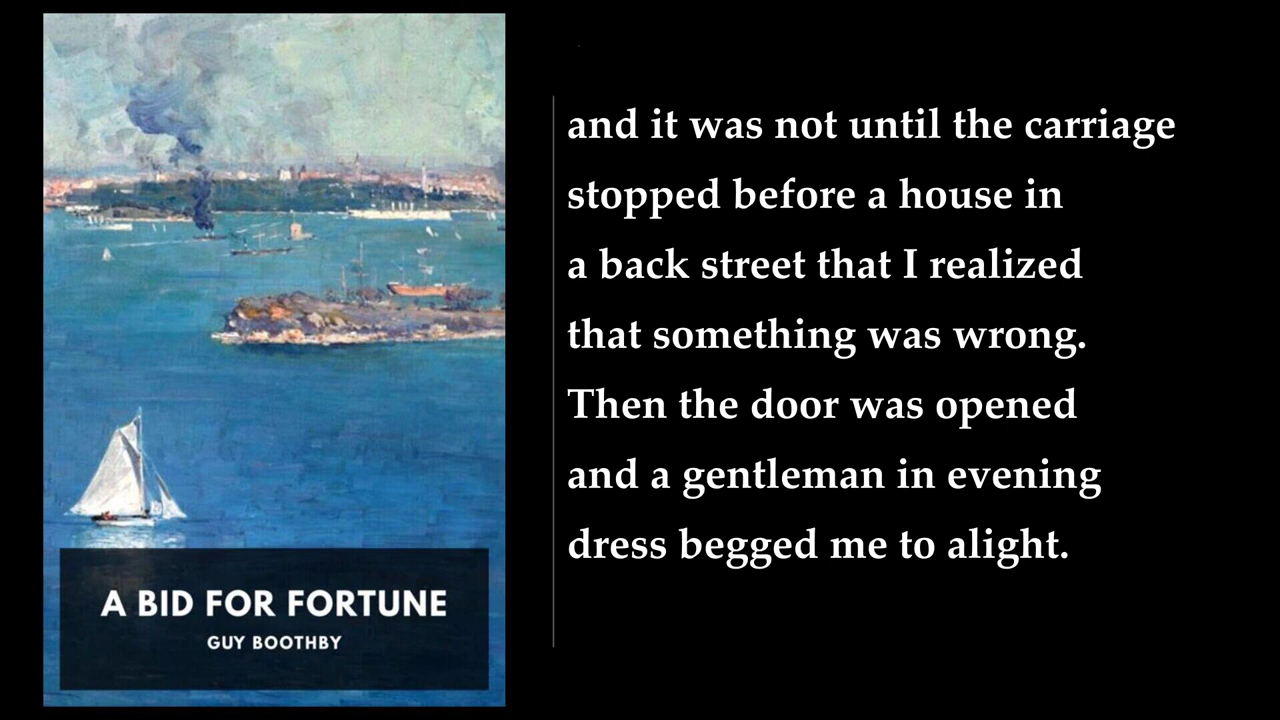 A BID FOR FORTUNE
GUY BOOTHBY
and it was not until the carriage
stopped before a house in
a back street that I realized
that something was wrong.
Then the door was opened
and a gentleman in evening
dress begged me to alight.